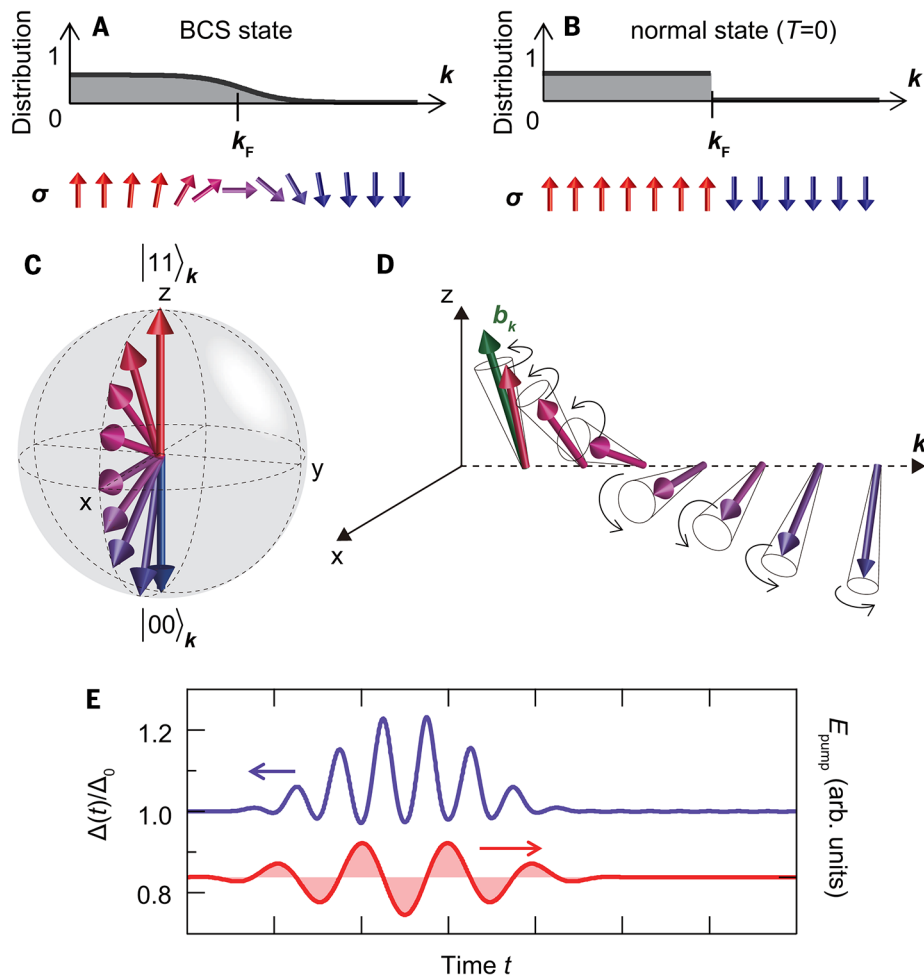 A BCS state
Distribution
1
0
k
k_F
σ
B normal state (T=0)
Distribution
1
0
k
k_F
σ
C
|11⟩_k
z
y
x
|00⟩_k
D
z
b_k
k
x
E
1.2
1.0
0.8
Δ(t)/Δ_0
E_pump (arb. units)
Time t